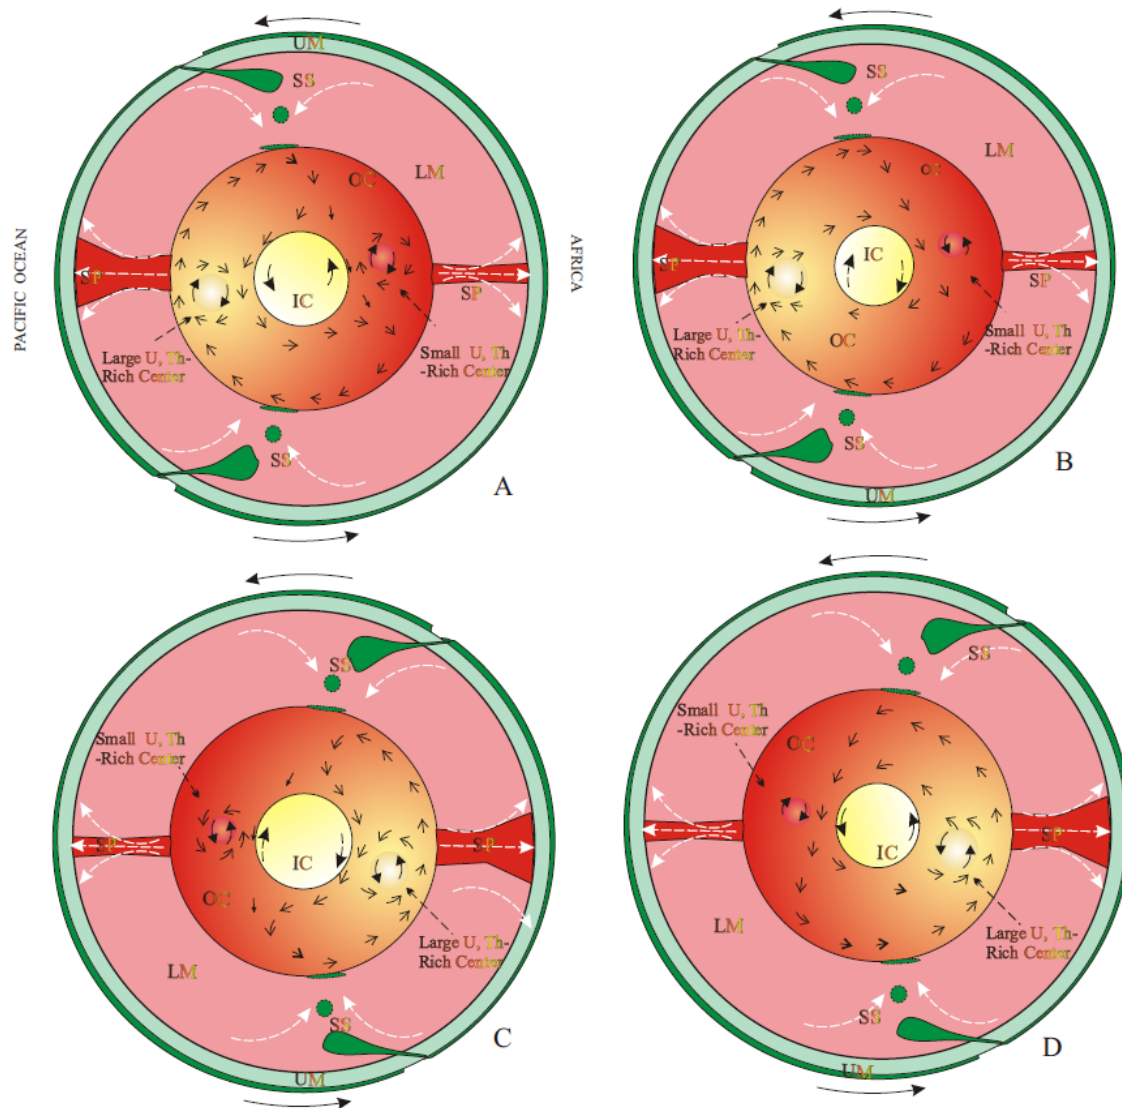 PACIFIC OCEAN
UM
SS
OC
LM
SP
IC
SP
Large U, Th-
Rich Center
Small U, Th
-Rich Center
SS
A
AFRICA
SS
LM
OC
IC
SP
SP
Large U, Th-
Rich Center
OC
Small U, Th
-Rich Center
SS
B
UM
SS
Small U, Th
-Rich Center
SP
IC
SP
OC
Large U, Th-
Rich Center
LM
SS
C
UM
SS
Small U, Th
-Rich Center
OC
SP
IC
LM
Large U, Th-
Rich Center
SS
D
UM